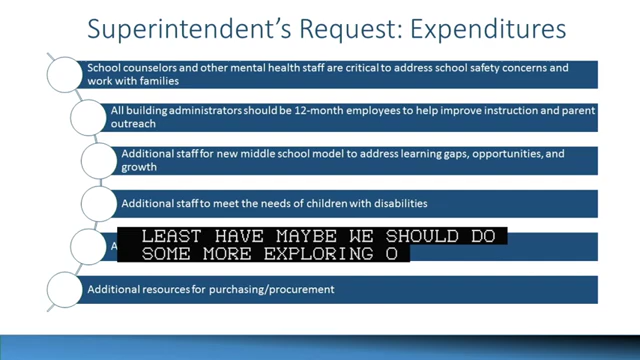 Superintendent's Request: Expenditures
School counselors and other mental health staff are critical to address school safety concerns and
work with families
All building administrators should be 12-month employees to help improve instruction and parent
outreach
Additional staff for new middle school model to address learning gaps, opportunities, and
growth
Additional staff to meet the needs of children with disabilities
LEAST HAVE MAYBE WE SHOULD DO
SOME MORE EXPLORING O
Additional resources for purchasing/procurement